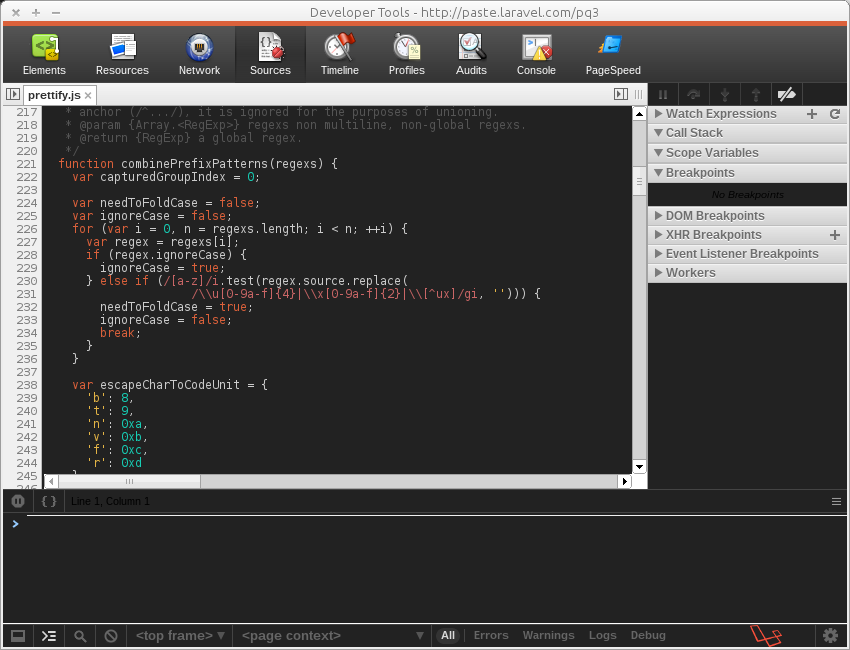 Developer Tools - http://paste.laravel.com/pq3
Elements Resources Network Sources Timeline Profiles Audits Console PageSpeed
prettify.js ×
217 * anchor (/^.../), it is ignored for the purposes of unioning.
218 * @param {Array.<RegExp>} regexs non multiline, non-global regexs.
219 * @return {RegExp} a global regex.
220 */
221 function combinePrefixPatterns(regexs) {
222 var capturedGroupIndex = 0;
223
224 var needToFoldCase = false;
225 var ignoreCase = false;
226 for (var i = 0, n = regexs.length; i < n; ++i) {
227 var regex = regexs[i];
228 if (regex.ignoreCase) {
229 ignoreCase = true;
230 } else if (/[a-z]/i.test(regex.source.replace(
231 /\\u[0-9a-f]{4}|\\x[0-9a-f]{2}|\\[^ux]/gi, ''))) {
232 needToFoldCase = true;
233 ignoreCase = false;
234 break;
235 }
236 }
237
238 var escapeCharToCodeUnit = {
239 'b': 8,
240 't': 9,
241 'n': 0xa,
242 'v': 0xb,
243 'f': 0xc,
244 'r': 0xd
245
Watch Expressions
Call Stack
Scope Variables
Breakpoints
No Breakpoints
DOM Breakpoints
XHR Breakpoints
Event Listener Breakpoints
Workers
{ } Line 1, Column 1
>
<top frame> <page context> All Errors Warnings Logs Debug